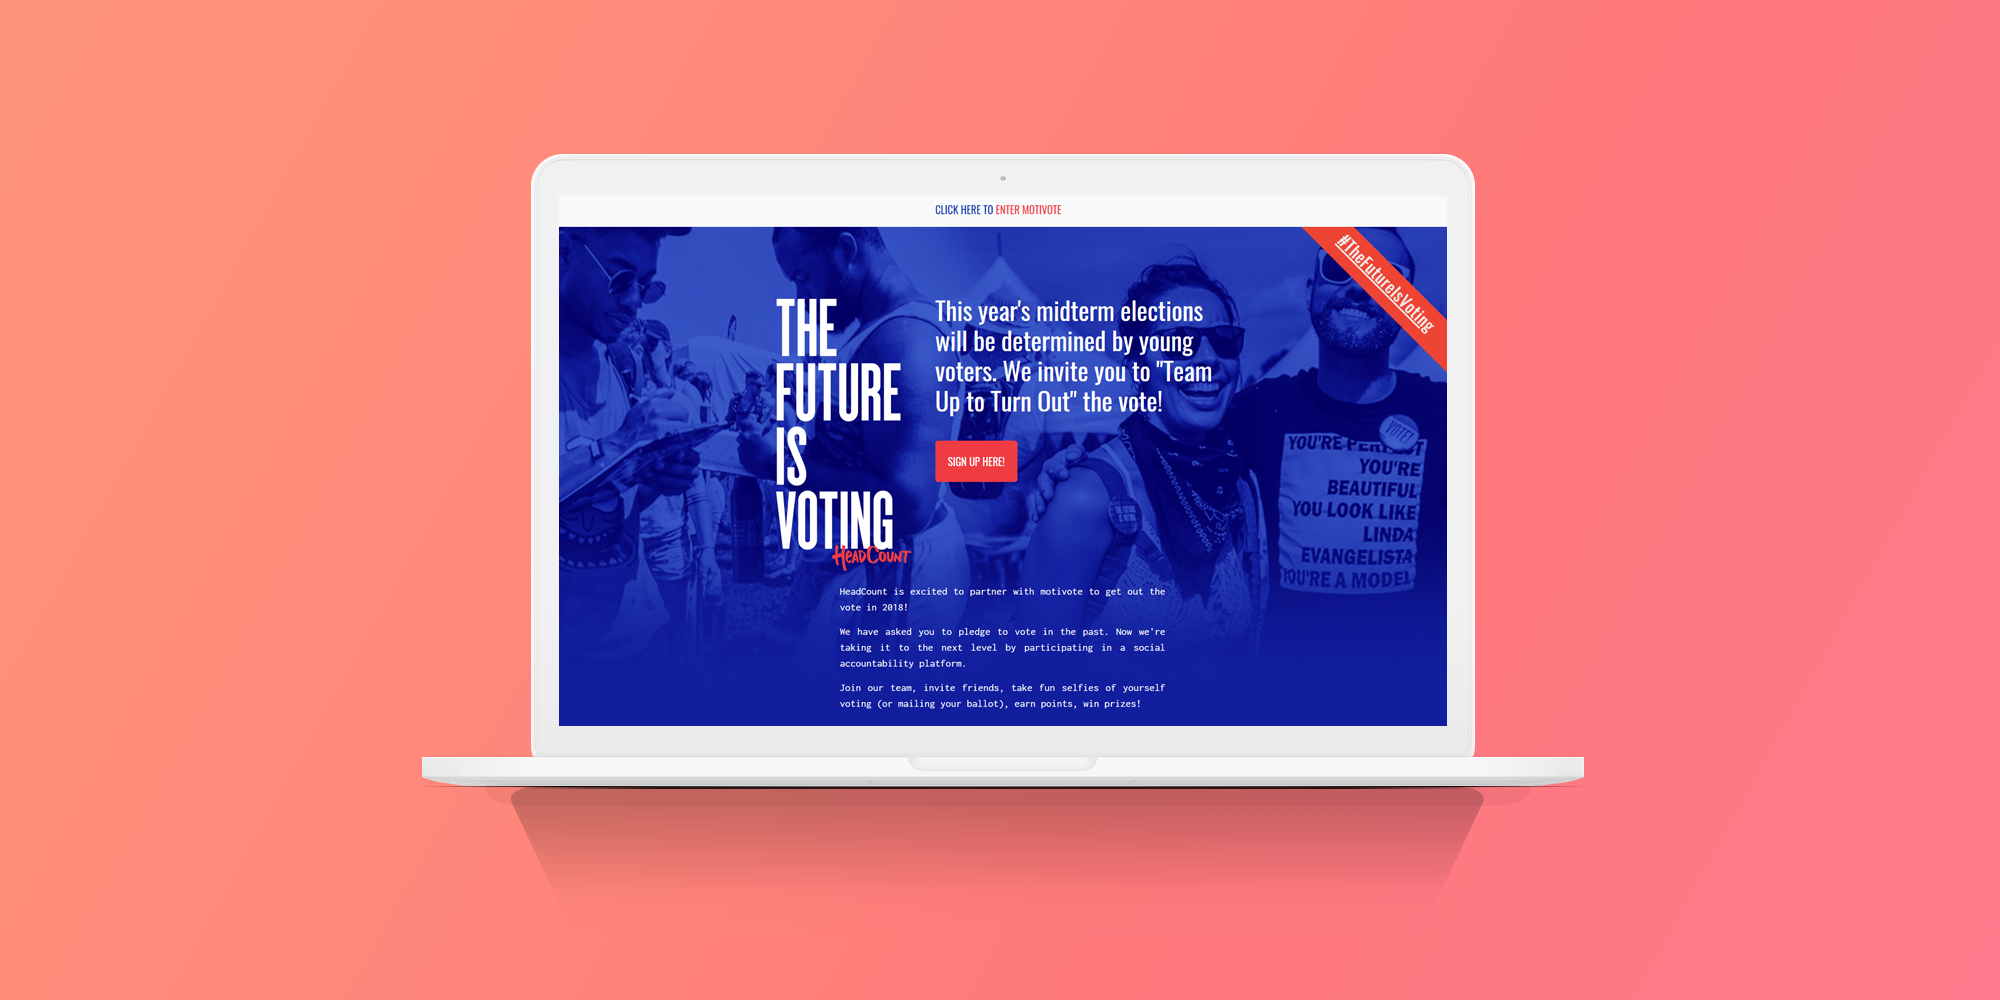 CLICK HERE TO ENTER MOTIVOTE
#TheFutureIsVoting
THE
FUTURE
IS
VOTING
HeadCount
This year's midterm elections
will be determined by young
voters. We invite you to "Team
Up to Turn Out" the vote!
SIGN UP HERE!
VOTE!
YOU'RE PERFECT
YOU'RE
BEAUTIFUL
YOU LOOK LIKE
LINDA
EVANGELISTA
YOU'RE A MODEL
HeadCount is excited to partner with motivote to get out the
vote in 2018!
We have asked you to pledge to vote in the past. Now we're
taking it to the next level by participating in a social
accountability platform.
Join our team, invite friends, take fun selfies of yourself
voting (or mailing your ballot), earn points, win prizes!